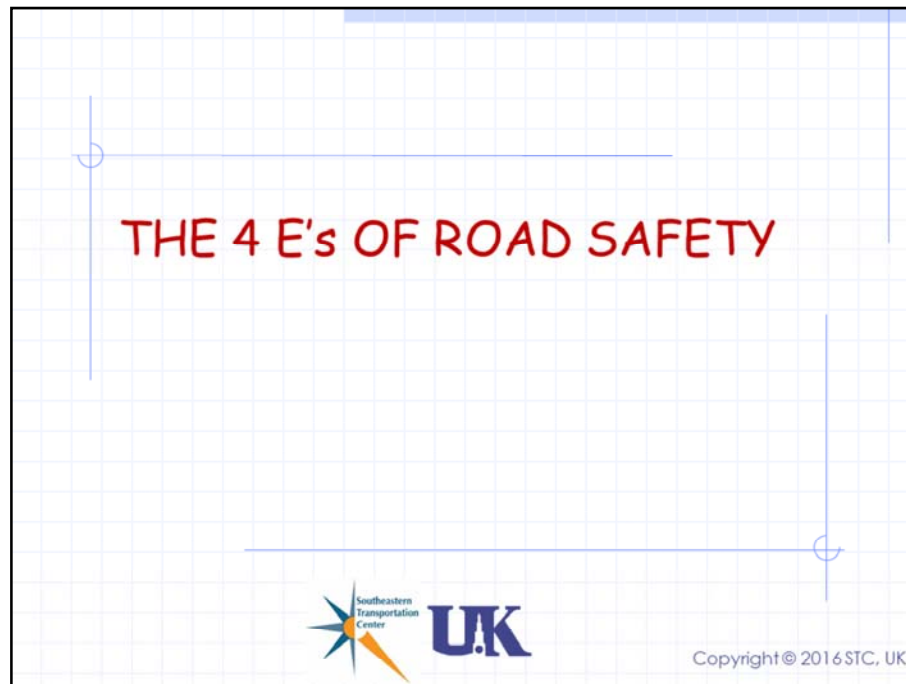 THE 4 E's OF ROAD SAFETY
Southeastern
Transportation
Center
UK
Copyright © 2016 STC, UK